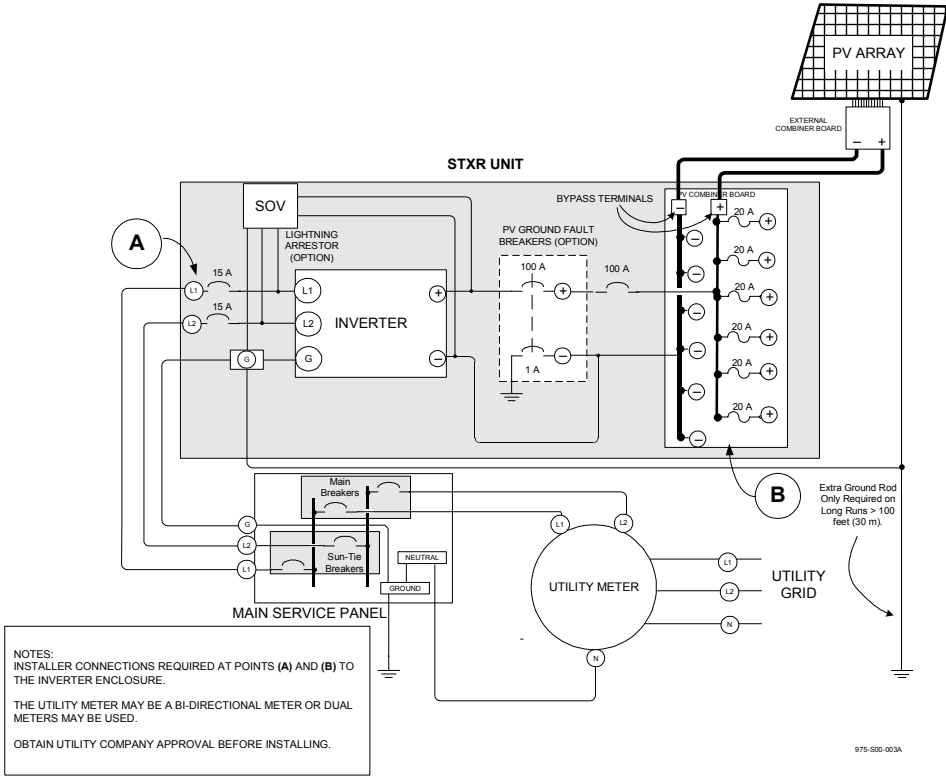 PV ARRAY
EXTERNAL
COMBINER BOARD
– +
STXR UNIT
SOV
BYPASS TERMINALS
PV COMBINER BOARD
– +
LIGHTNING
ARRESTOR
(OPTION)
PV GROUND FAULT
BREAKERS (OPTION)
A
15 A
L1
L1
15 A
L2
L2
G
G
INVERTER
+
–
100 A
+
100 A
–
1 A
20 A
+
20 A
+
20 A
+
20 A
+
20 A
+
20 A
+
–
–
–
–
–
–
B
Extra Ground Rod
Only Required on
Long Runs > 100
feet (30 m).
Main
Breakers
G
L2
L1
Sun-Tie
Breakers
NEUTRAL
GROUND
MAIN SERVICE PANEL
L1
L2
UTILITY METER
N
L1
L2
N
UTILITY
GRID
-
NOTES:
INSTALLER CONNECTIONS REQUIRED AT POINTS (A) AND (B) TO
THE INVERTER ENCLOSURE.
THE UTILITY METER MAY BE A BI-DIRECTIONAL METER OR DUAL
METERS MAY BE USED.
OBTAIN UTILITY COMPANY APPROVAL BEFORE INSTALLING.
975-S00-003A